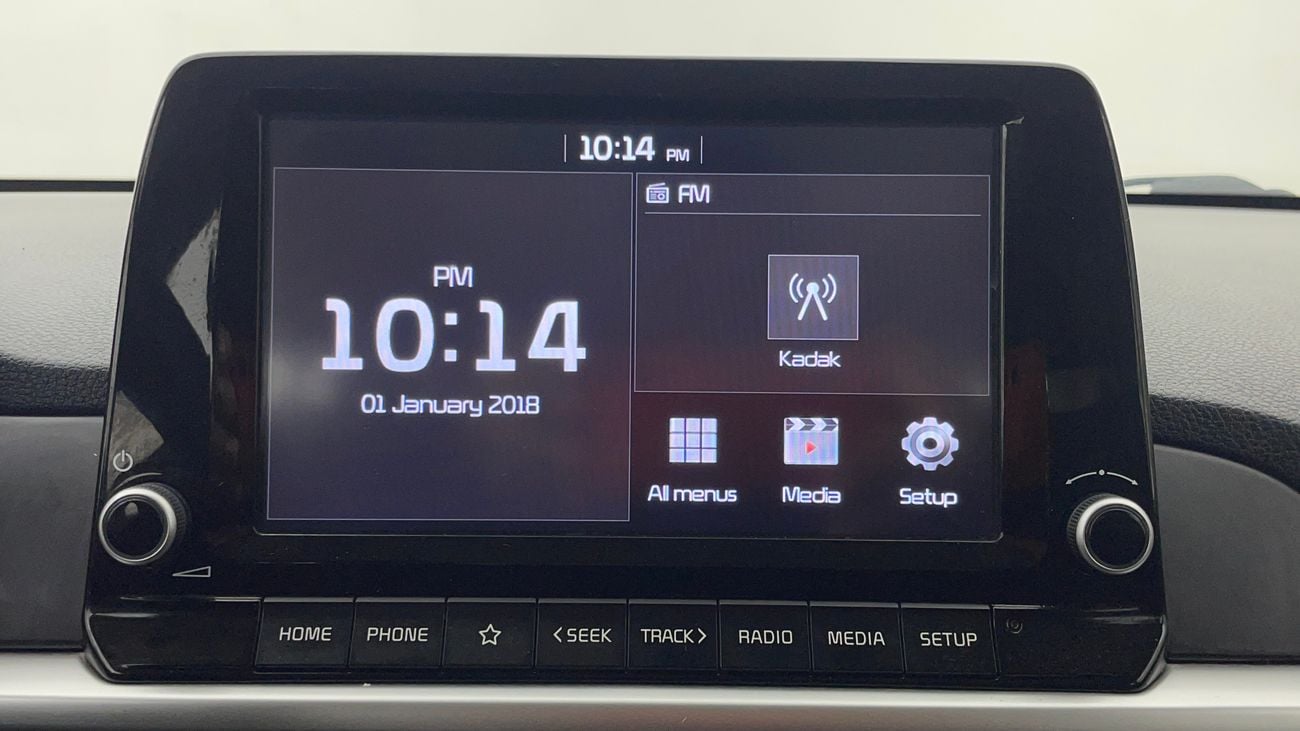 10:14 PM
PM
10:14
01 January 2018
FM
Kadak
All menus
Media
Setup
HOME
PHONE
<SEEK
TRACK>
RADIO
MEDIA
SETUP